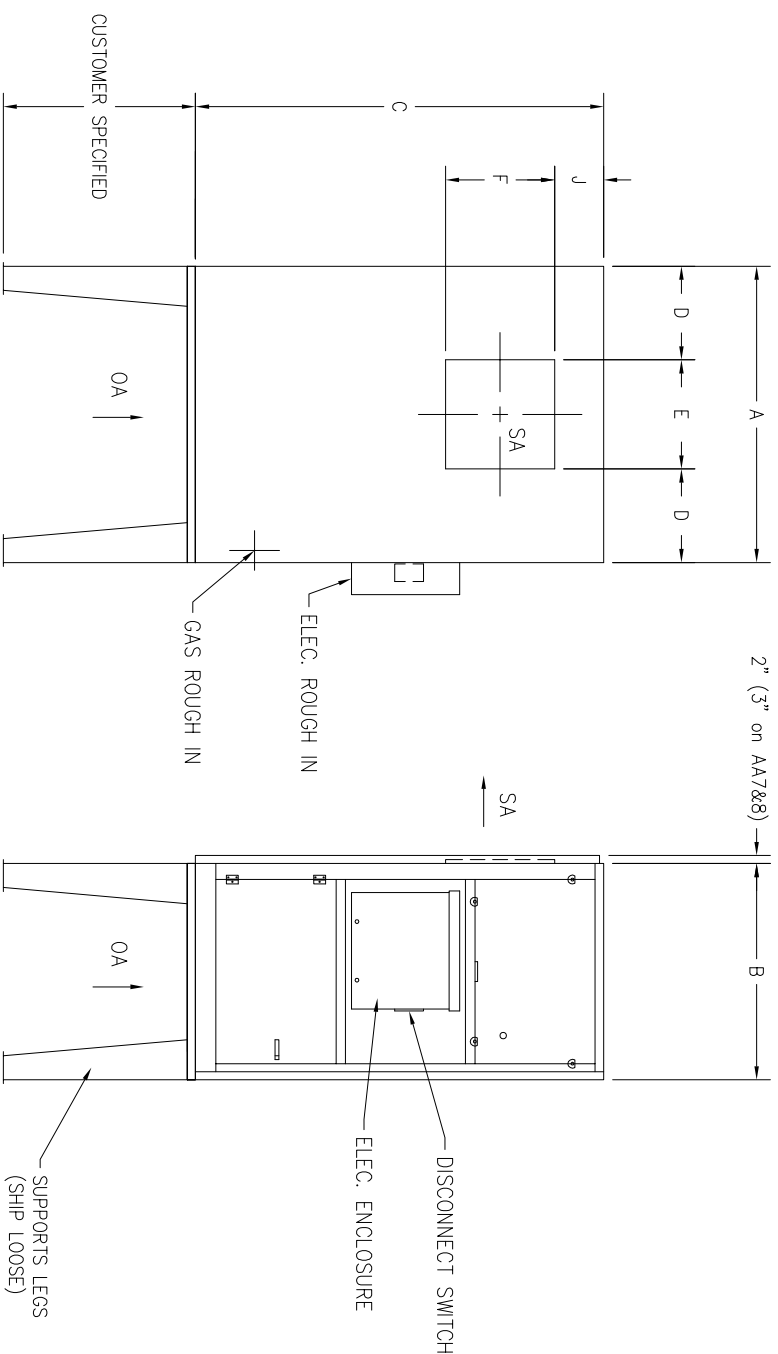 CUSTOMER SPECIFIED
C
F
J
D
A
E
D
OA
SA
GAS ROUGH IN
ELEC. ROUGH IN
2" (3" on AA7&8)
SA
B
OA
DISCONNECT SWITCH
ELEC. ENCLOSURE
SUPPORTS LEGS
(SHIP LOOSE)